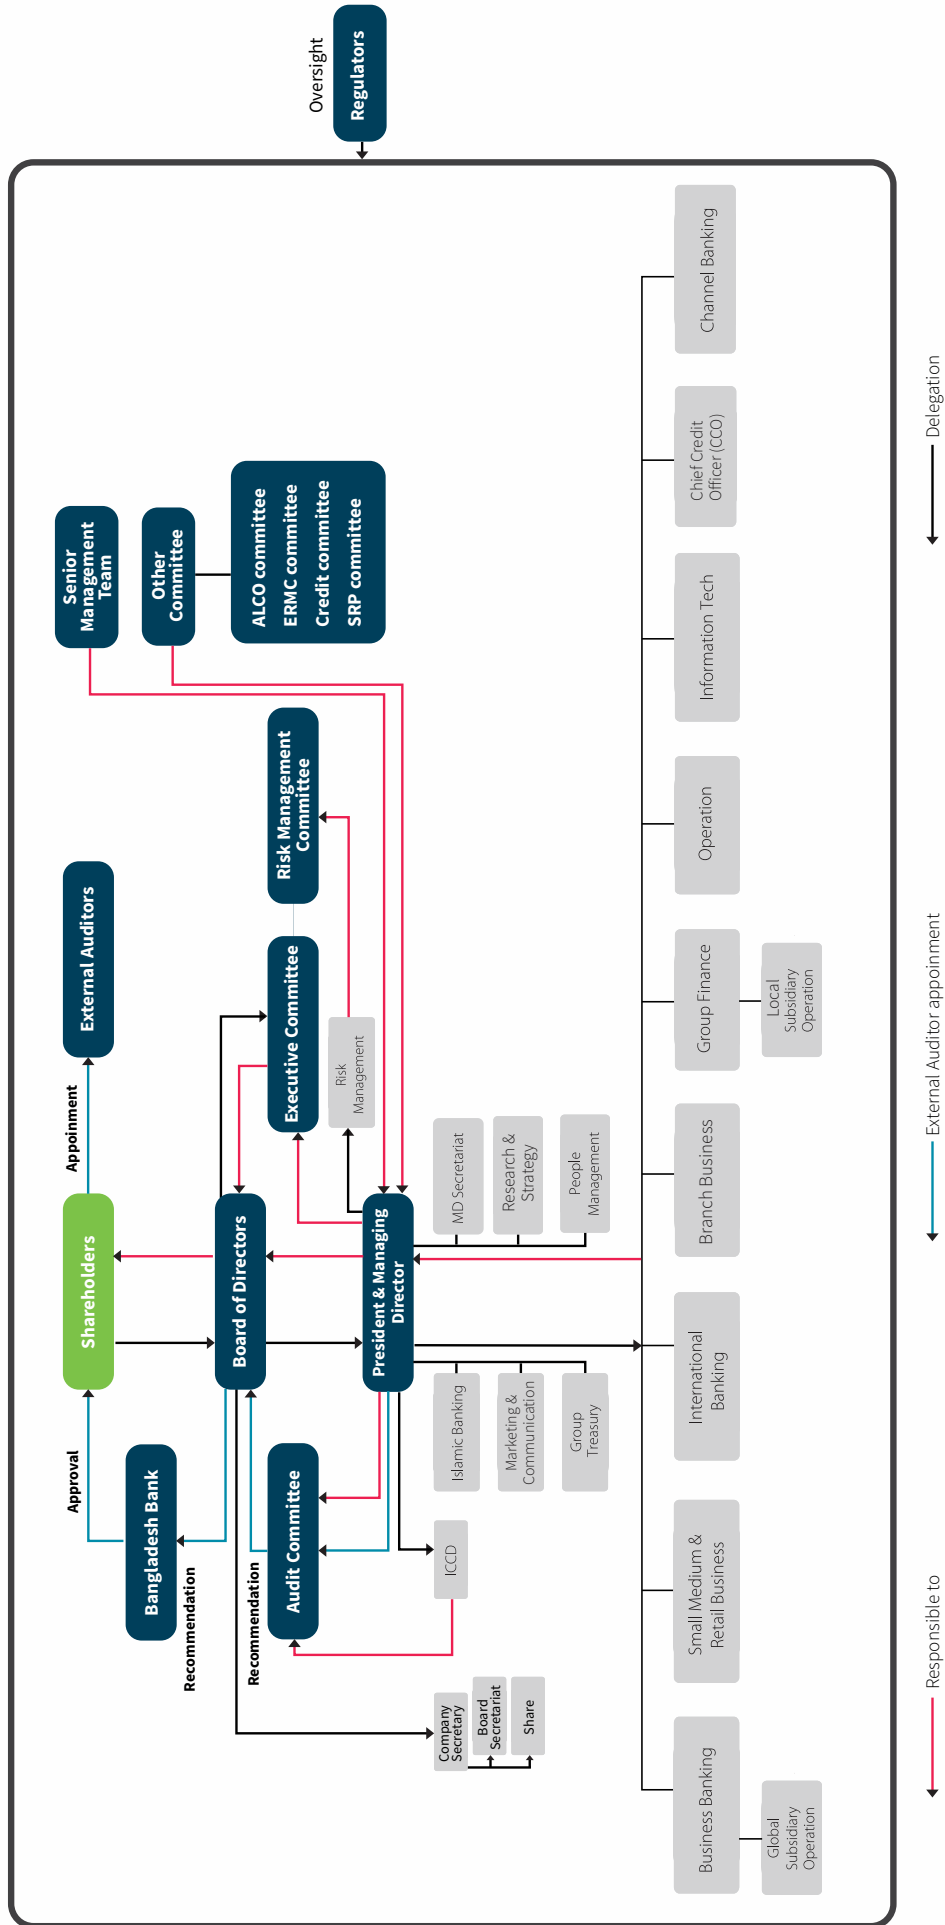 Oversight
Regulators
Shareholders
Appointment
External Auditors
Senior
Management
Team
Approval
Bangladesh Bank
Recommendation
Other
Committee
Board of Directors
ALCO committee
ERMC committee
Credit committee
SRP committee
Recommendation
Audit Committee
Executive Committee
Risk Management
Committee
Risk
Management
President & Managing
Director
Company
Secretary
Board
Secretariat
Share
ICCD
Islamic Banking
Marketing &
Communication
Group
Treasury
MD Secretariat
Research &
Strategy
People
Management
Business Banking
Small Medium &
Retail Business
International
Banking
Branch Business
Group Finance
Operation
Information Tech
Chief Credit
Officer (CCO)
Channel Banking
Global
Subsidiary
Operation
Local
Subsidiary
Operation
Responsible to
External Auditor appointment
Delegation